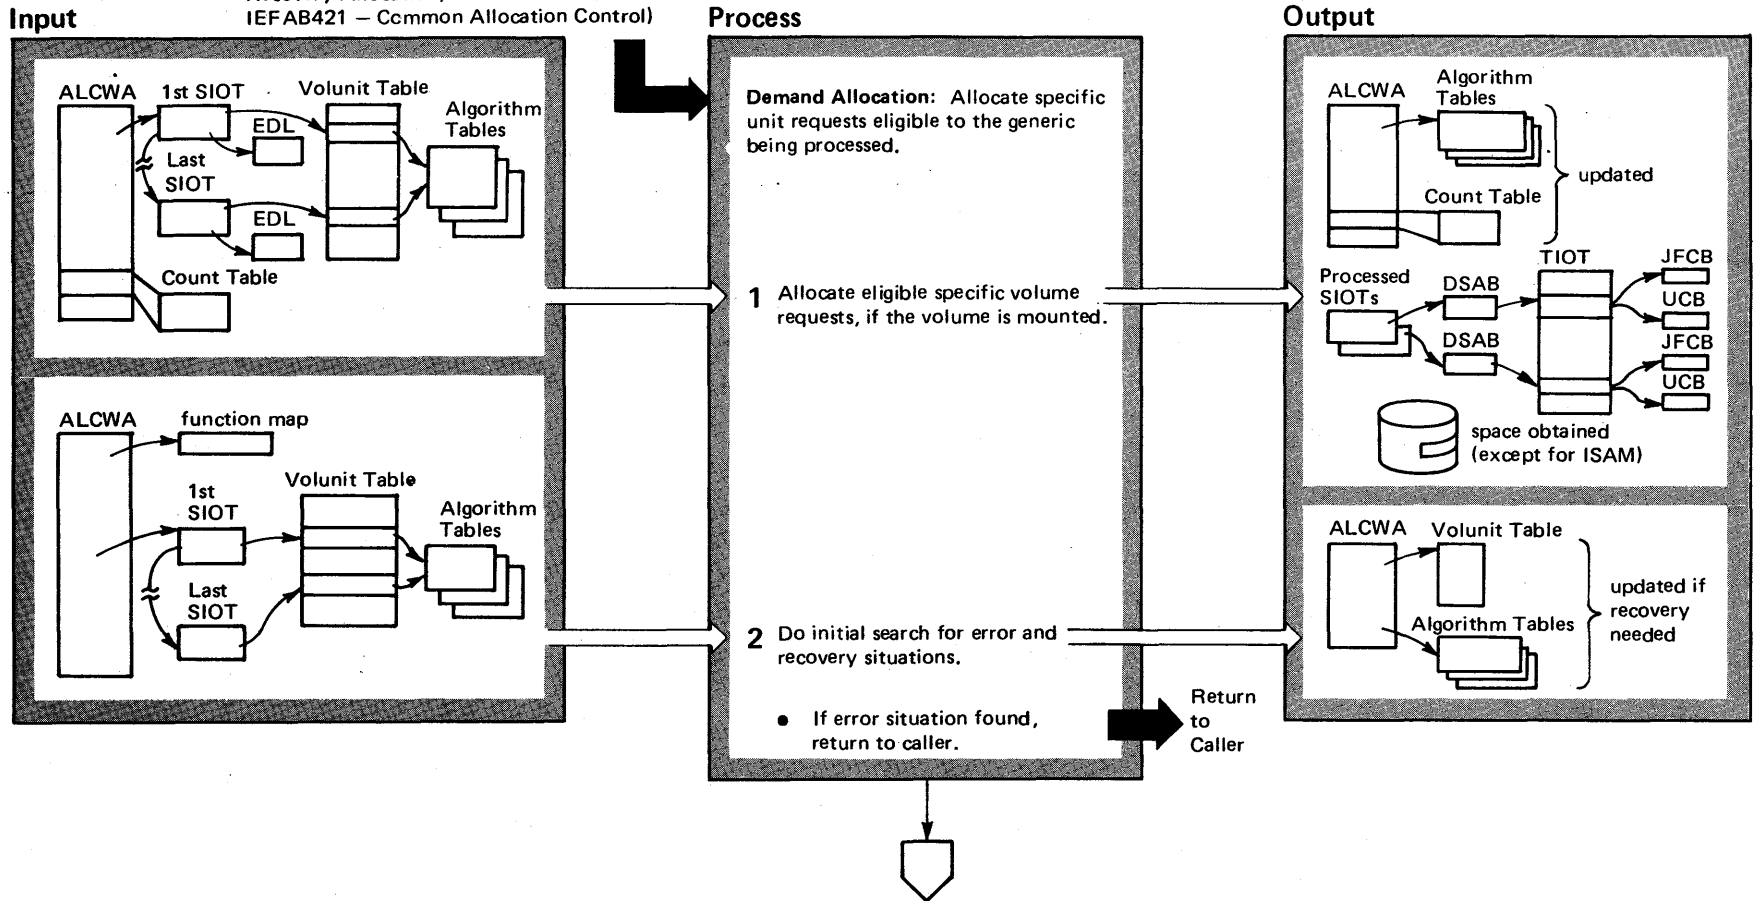 IEFAB421 — Common Allocation Control)
Input
Process
Output
ALCWA
1st SIOT
EDL
Last
SIOT
EDL
Volunit Table
Algorithm
Tables
Count Table
ALCWA
function map
1st
SIOT
Last
SIOT
Volunit Table
Algorithm
Tables
Demand Allocation: Allocate specific
unit requests eligible to the generic
being processed.
1 Allocate eligible specific volume
requests, if the volume is mounted.
2 Do initial search for error and
recovery situations.
• If error situation found,
return to caller.
Return
to
Caller
ALCWA
Algorithm
Tables
Count Table
updated
Processed
SIOTs
DSAB
DSAB
TIOT
JFCB
UCB
JFCB
UCB
space obtained
(except for ISAM)
ALCWA
Volunit Table
Algorithm Tables
updated if
recovery
needed